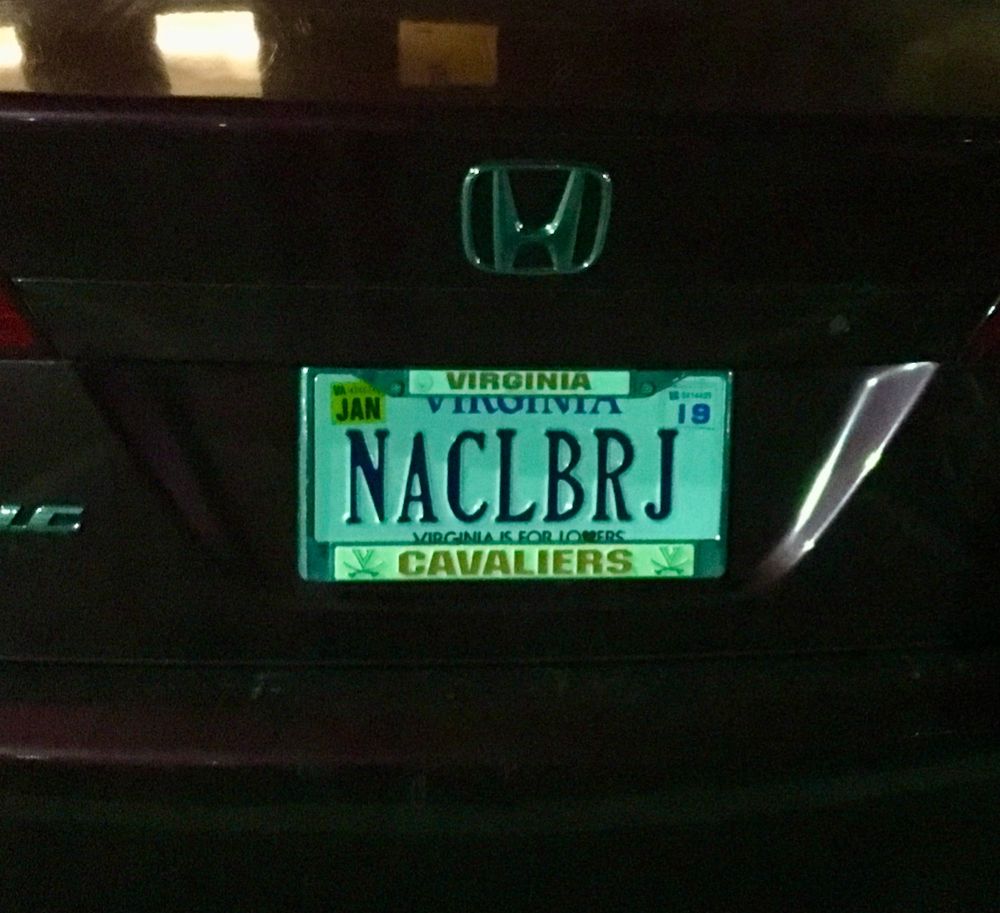 VIRGINIA
JAN
VIRGINIA
19
NACLBRJ
VIRGINIA IS FOR LOVERS
CAVALIERS